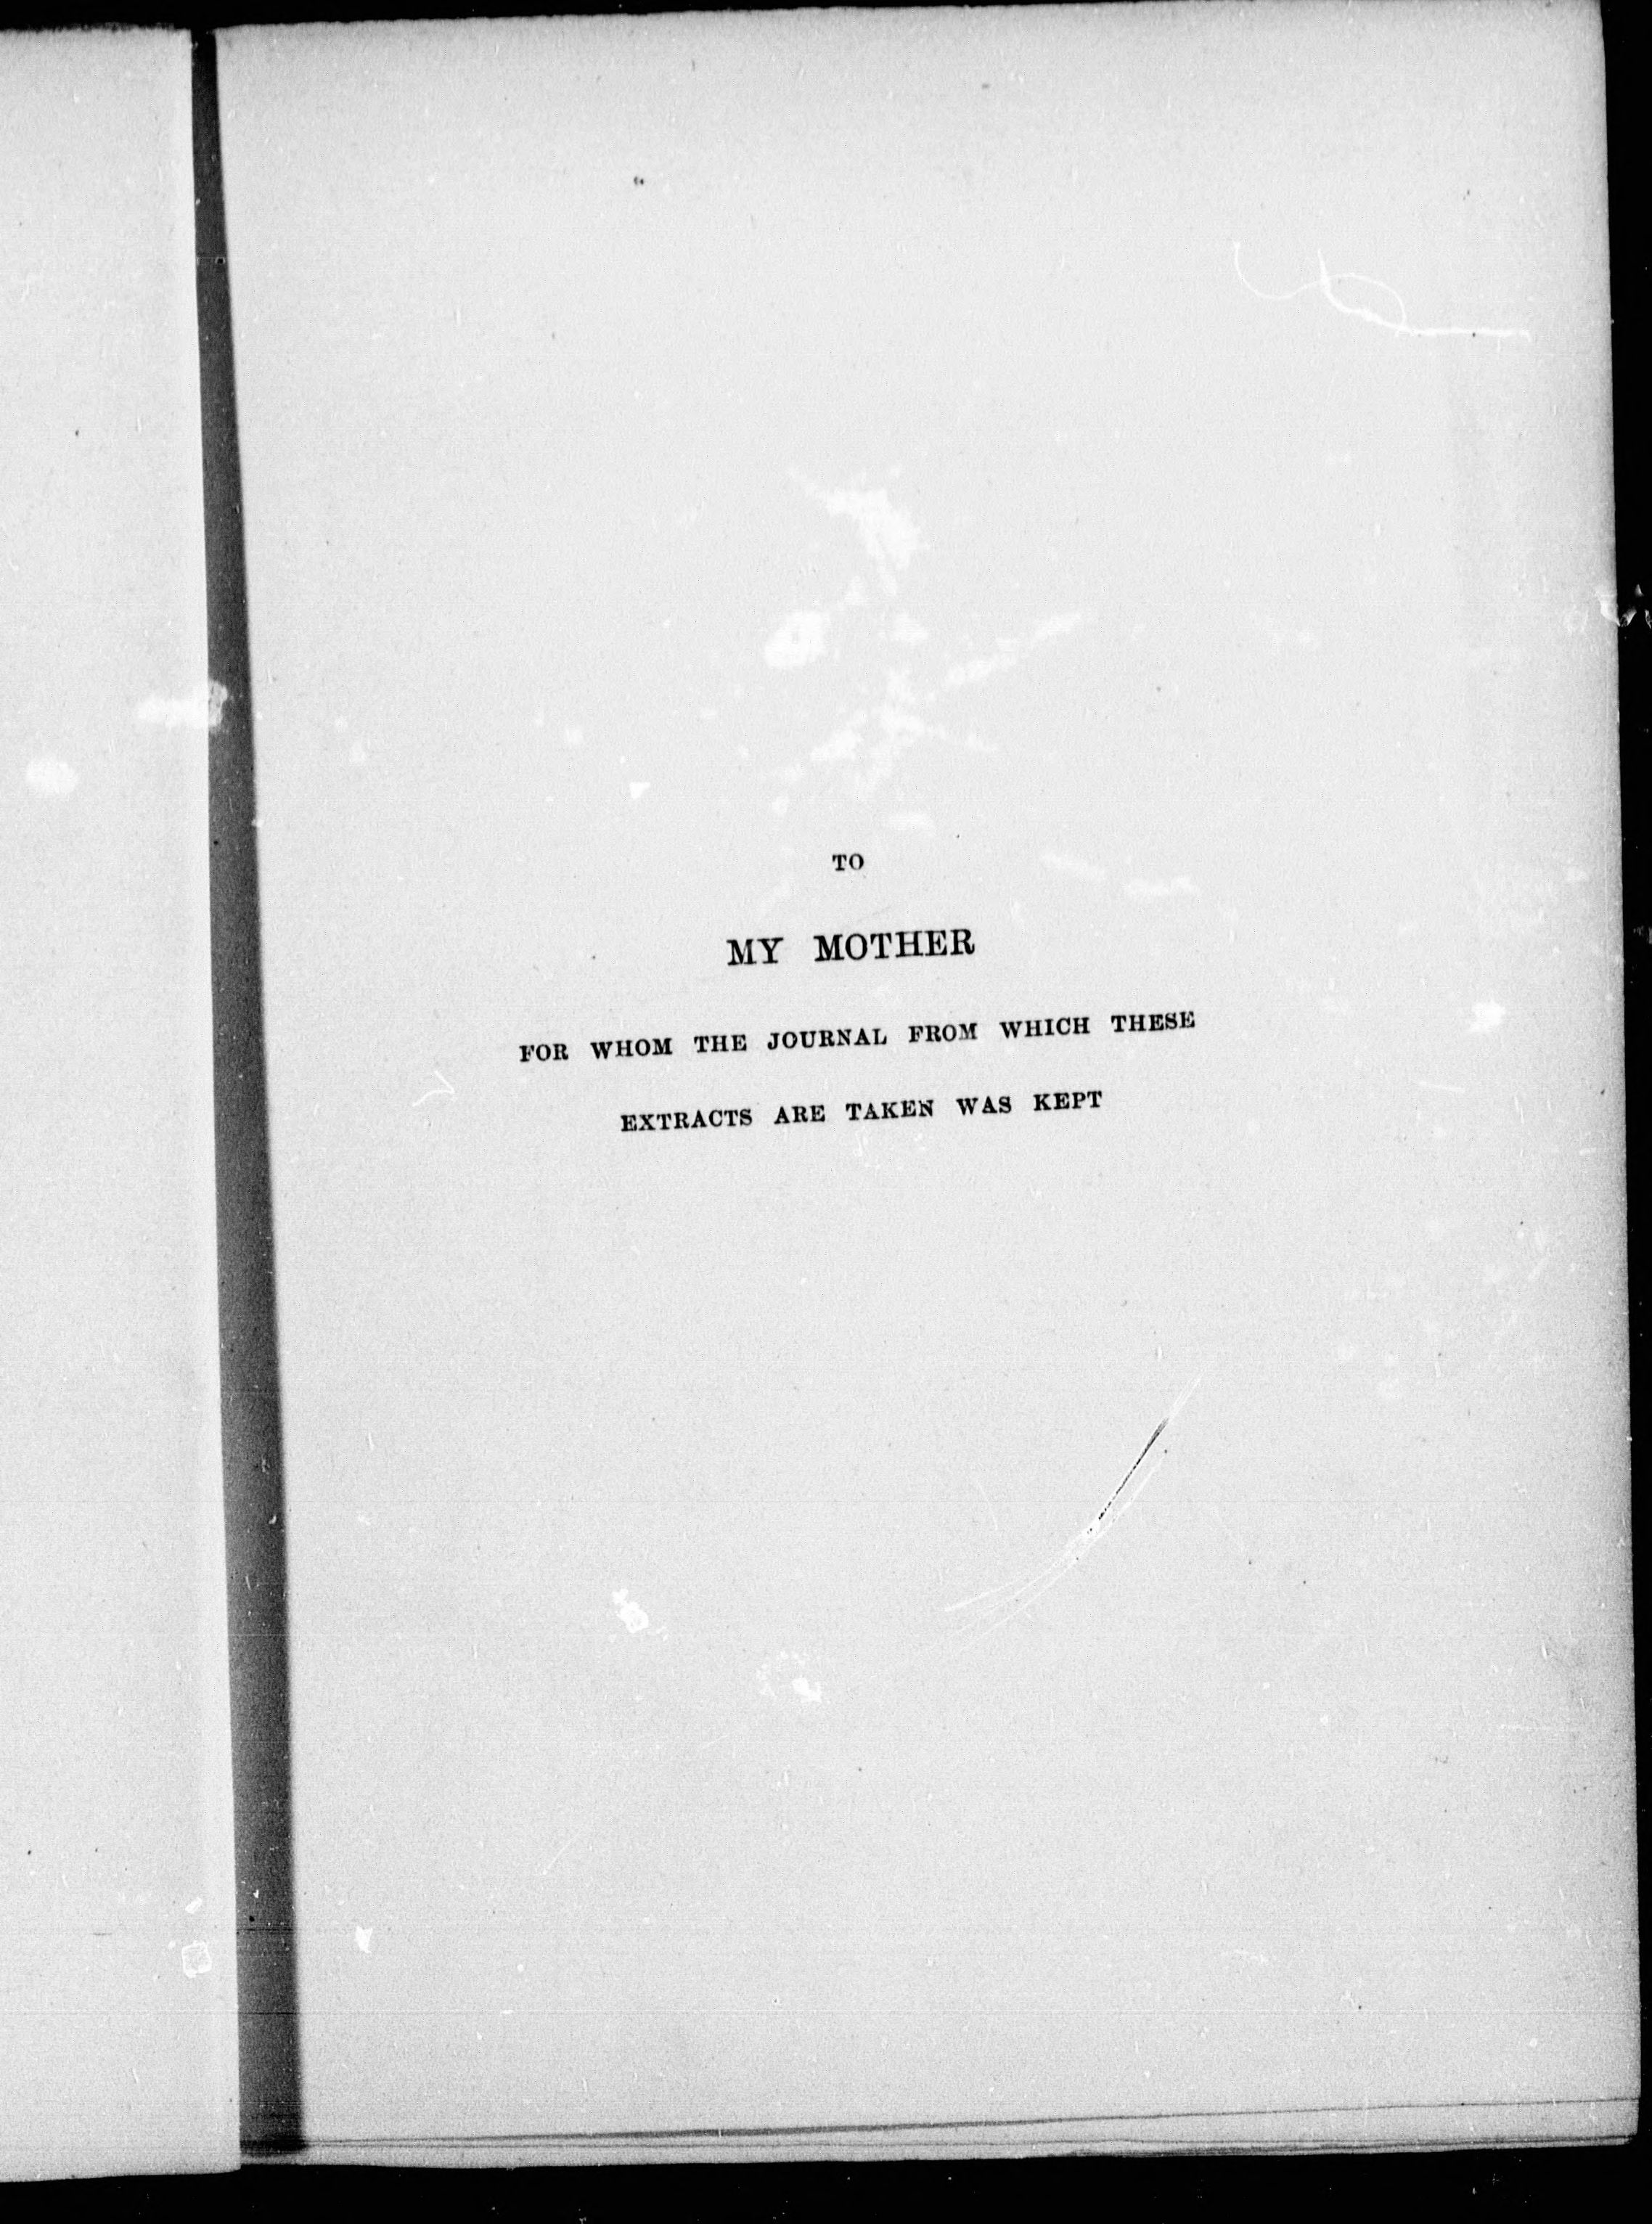 TO
MY MOTHER
FOR WHOM THE JOURNAL FROM WHICH THESE
EXTRACTS ARE TAKEN WAS KEPT